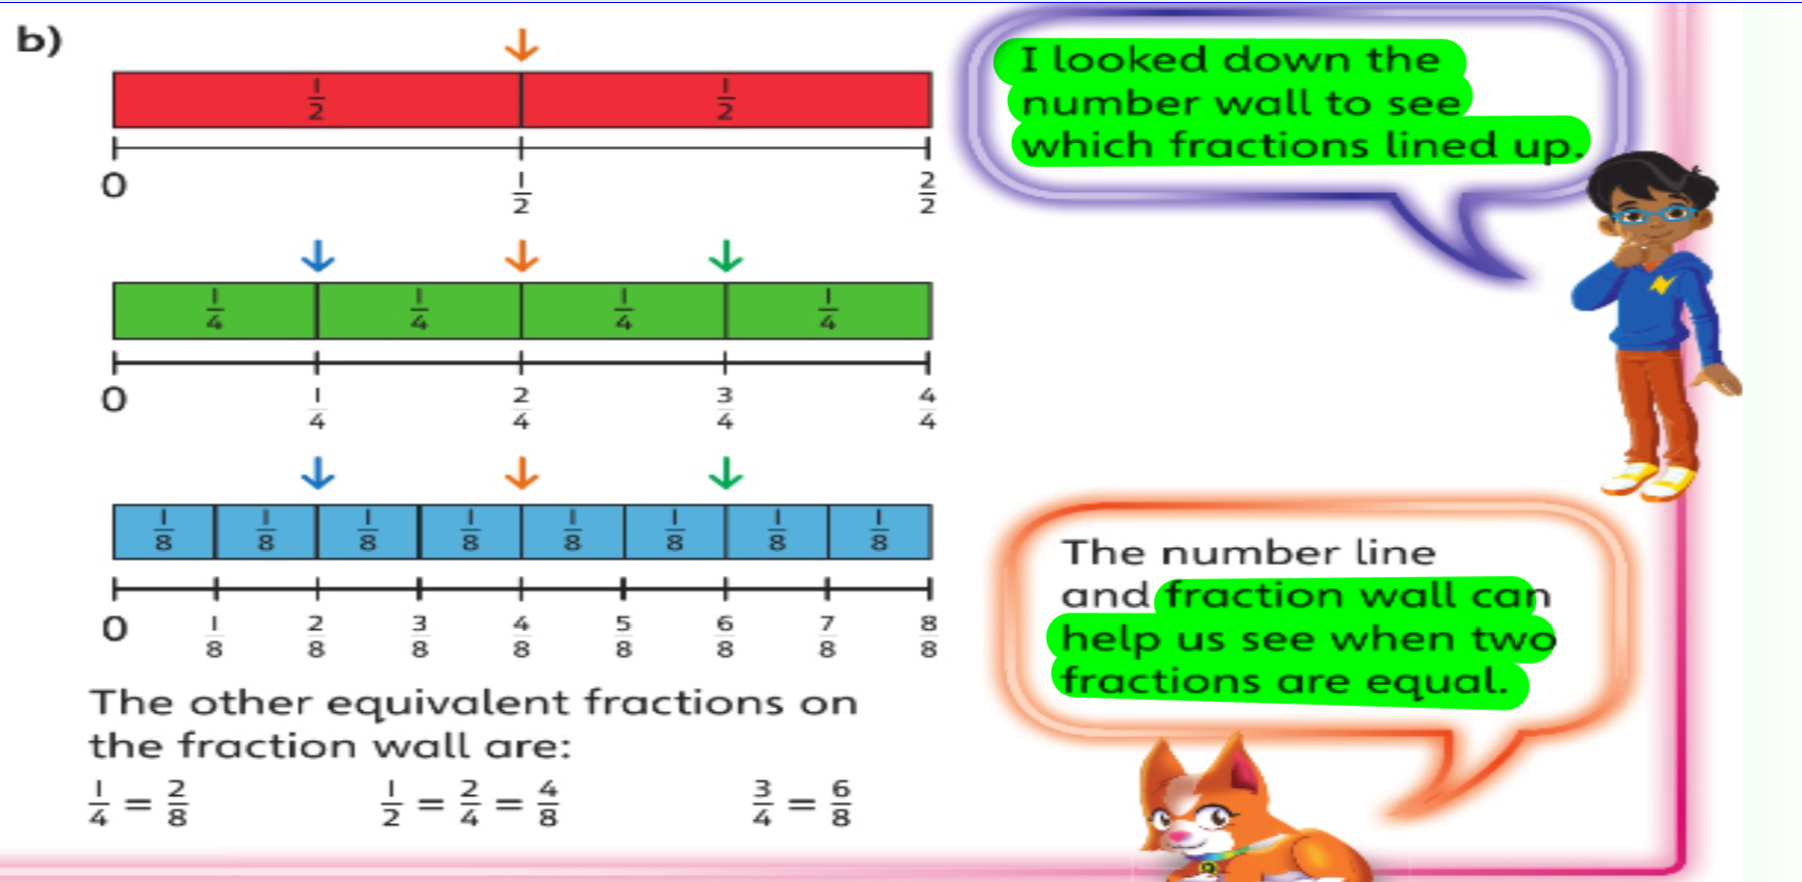 b)
1/2 1/2
0 1/2 2/2
1/4 1/4 1/4 1/4
0 1/4 2/4 3/4 4/4
1/8 1/8 1/8 1/8 1/8 1/8 1/8 1/8
0 1/8 2/8 3/8 4/8 5/8 6/8 7/8 8/8
The other equivalent fractions on
the fraction wall are:
1/4 = 2/8 1/2 = 2/4 = 4/8 3/4 = 6/8
I looked down the
number wall to see
which fractions lined up.
The number line
and fraction wall can
help us see when two
fractions are equal.